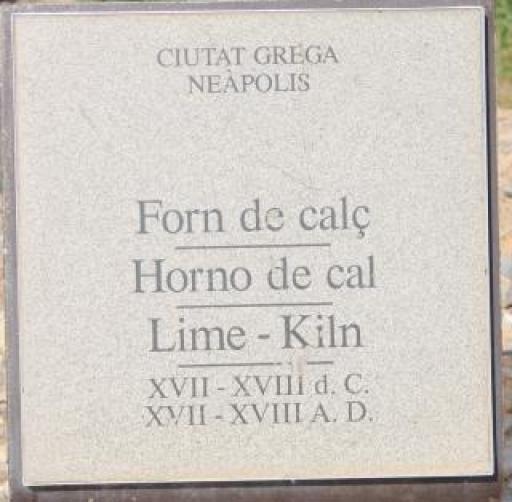 CIUTAT GREGA
NEÀPOLIS
Forn de calç
Horno de cal
Lime - Kiln
XVII - XVIII d. C.
XVII - XVIII A. D.